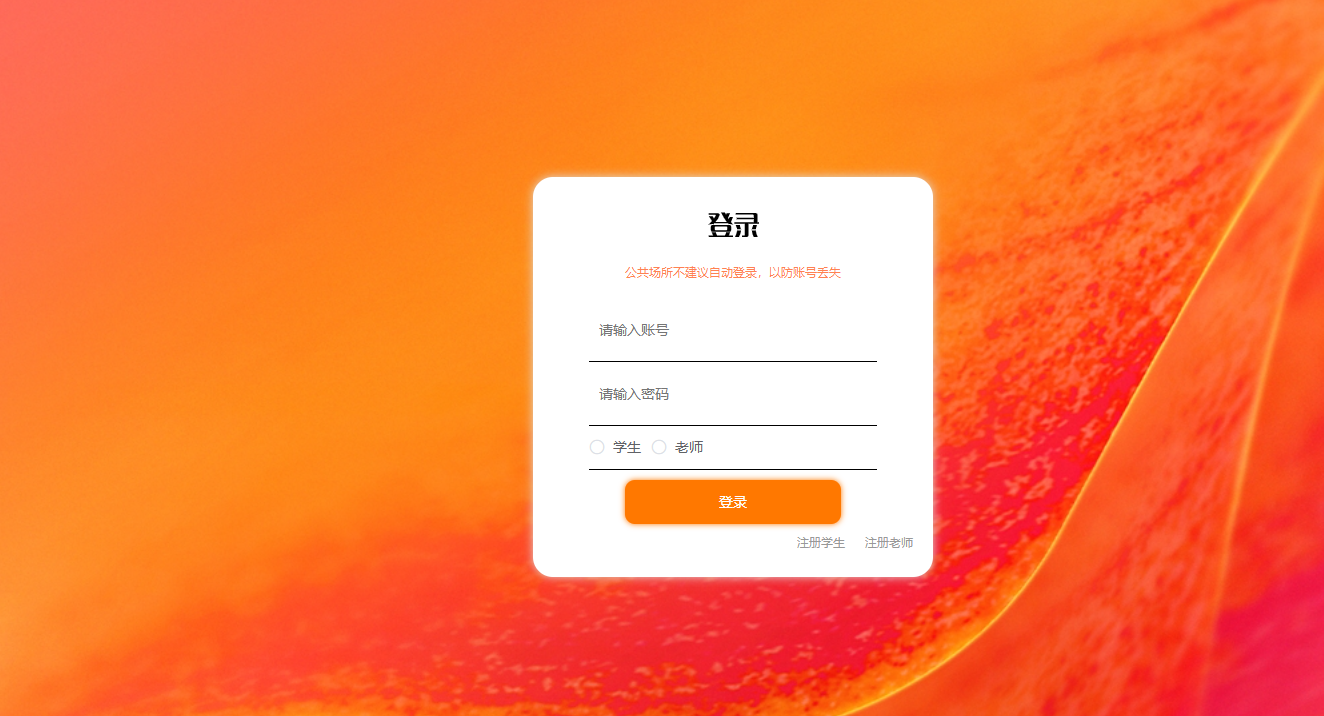 登录
公共场所不建议自动登录，以防账号丢失
请输入账号
请输入密码
学生 老师
登录
注册学生 注册老师